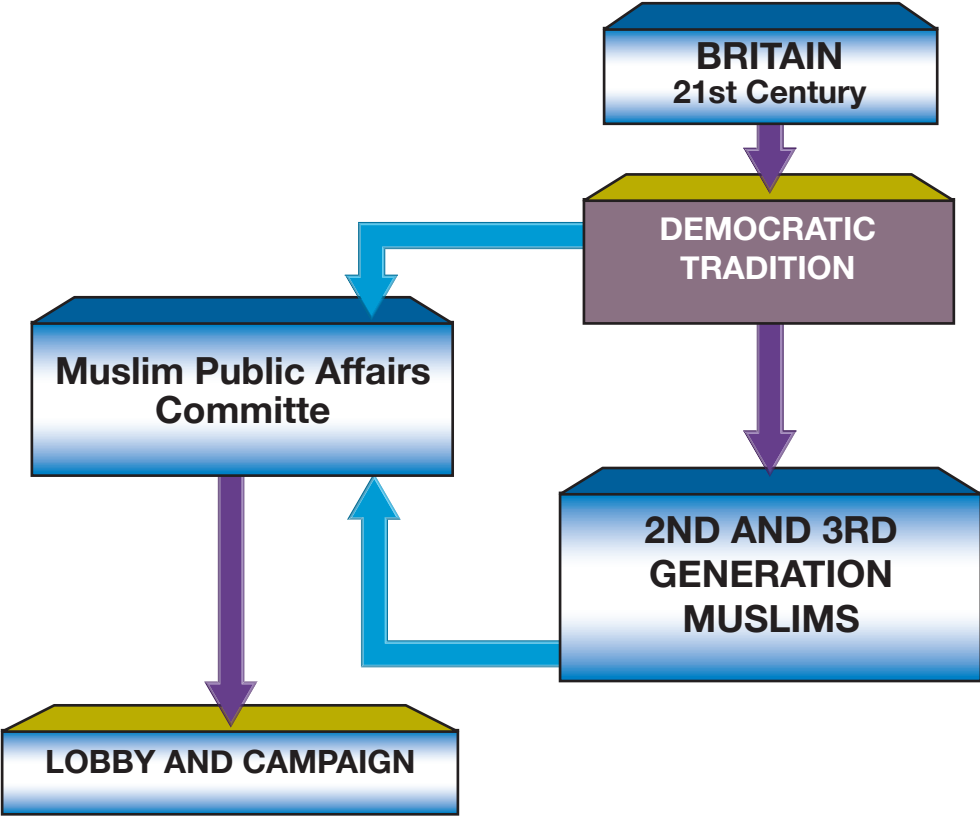 BRITAIN
21st Century
DEMOCRATIC
TRADITION
Muslim Public Affairs
Committe
2ND AND 3RD
GENERATION
MUSLIMS
LOBBY AND CAMPAIGN